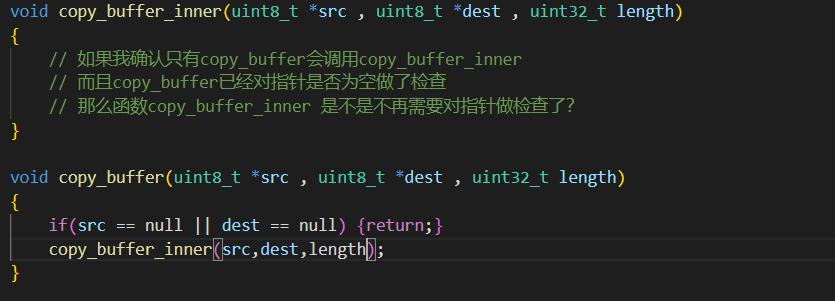 void copy_buffer_inner(uint8_t *src , uint8_t *dest , uint32_t length)
{
// 如果我确认只有copy_buffer会调用copy_buffer_inner
// 而且copy_buffer已经对指针是否为空做了检查
// 那么函数copy_buffer_inner 是不是不再需要对指针做检查了？
}
void copy_buffer(uint8_t *src , uint8_t *dest , uint32_t length)
{
if(src == null || dest == null) {return;}
copy_buffer_inner(src,dest,length);
}